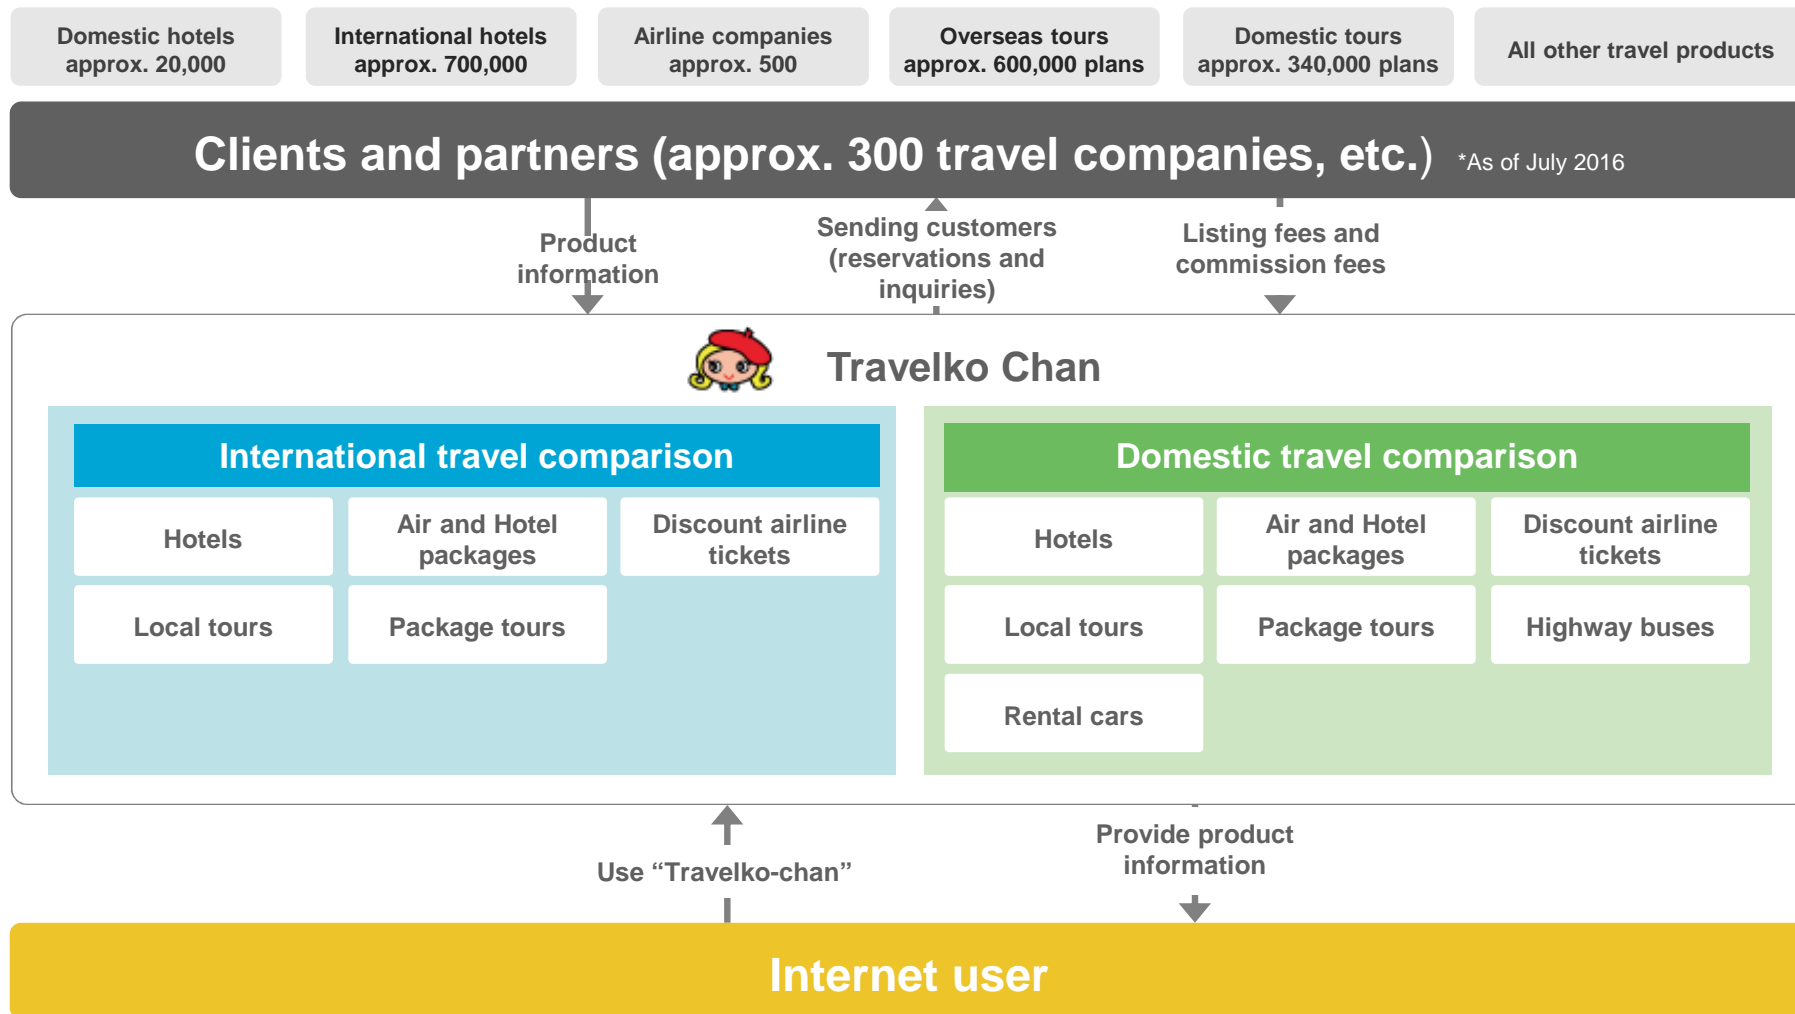 Domestic hotels
approx. 20,000
International hotels
approx. 700,000
Airline companies
approx. 500
Overseas tours
approx. 600,000 plans
Domestic tours
approx. 340,000 plans
All other travel products
Clients and partners (approx. 300 travel companies, etc.) *As of July 2016
Product
information
Sending customers
(reservations and
inquiries)
Listing fees and
commission fees
Travelko Chan
International travel comparison
Hotels
Air and Hotel
packages
Discount airline
tickets
Local tours
Package tours
Domestic travel comparison
Hotels
Air and Hotel
packages
Discount airline
tickets
Local tours
Package tours
Highway buses
Rental cars
Use “Travelko-chan”
Provide product
information
Internet user